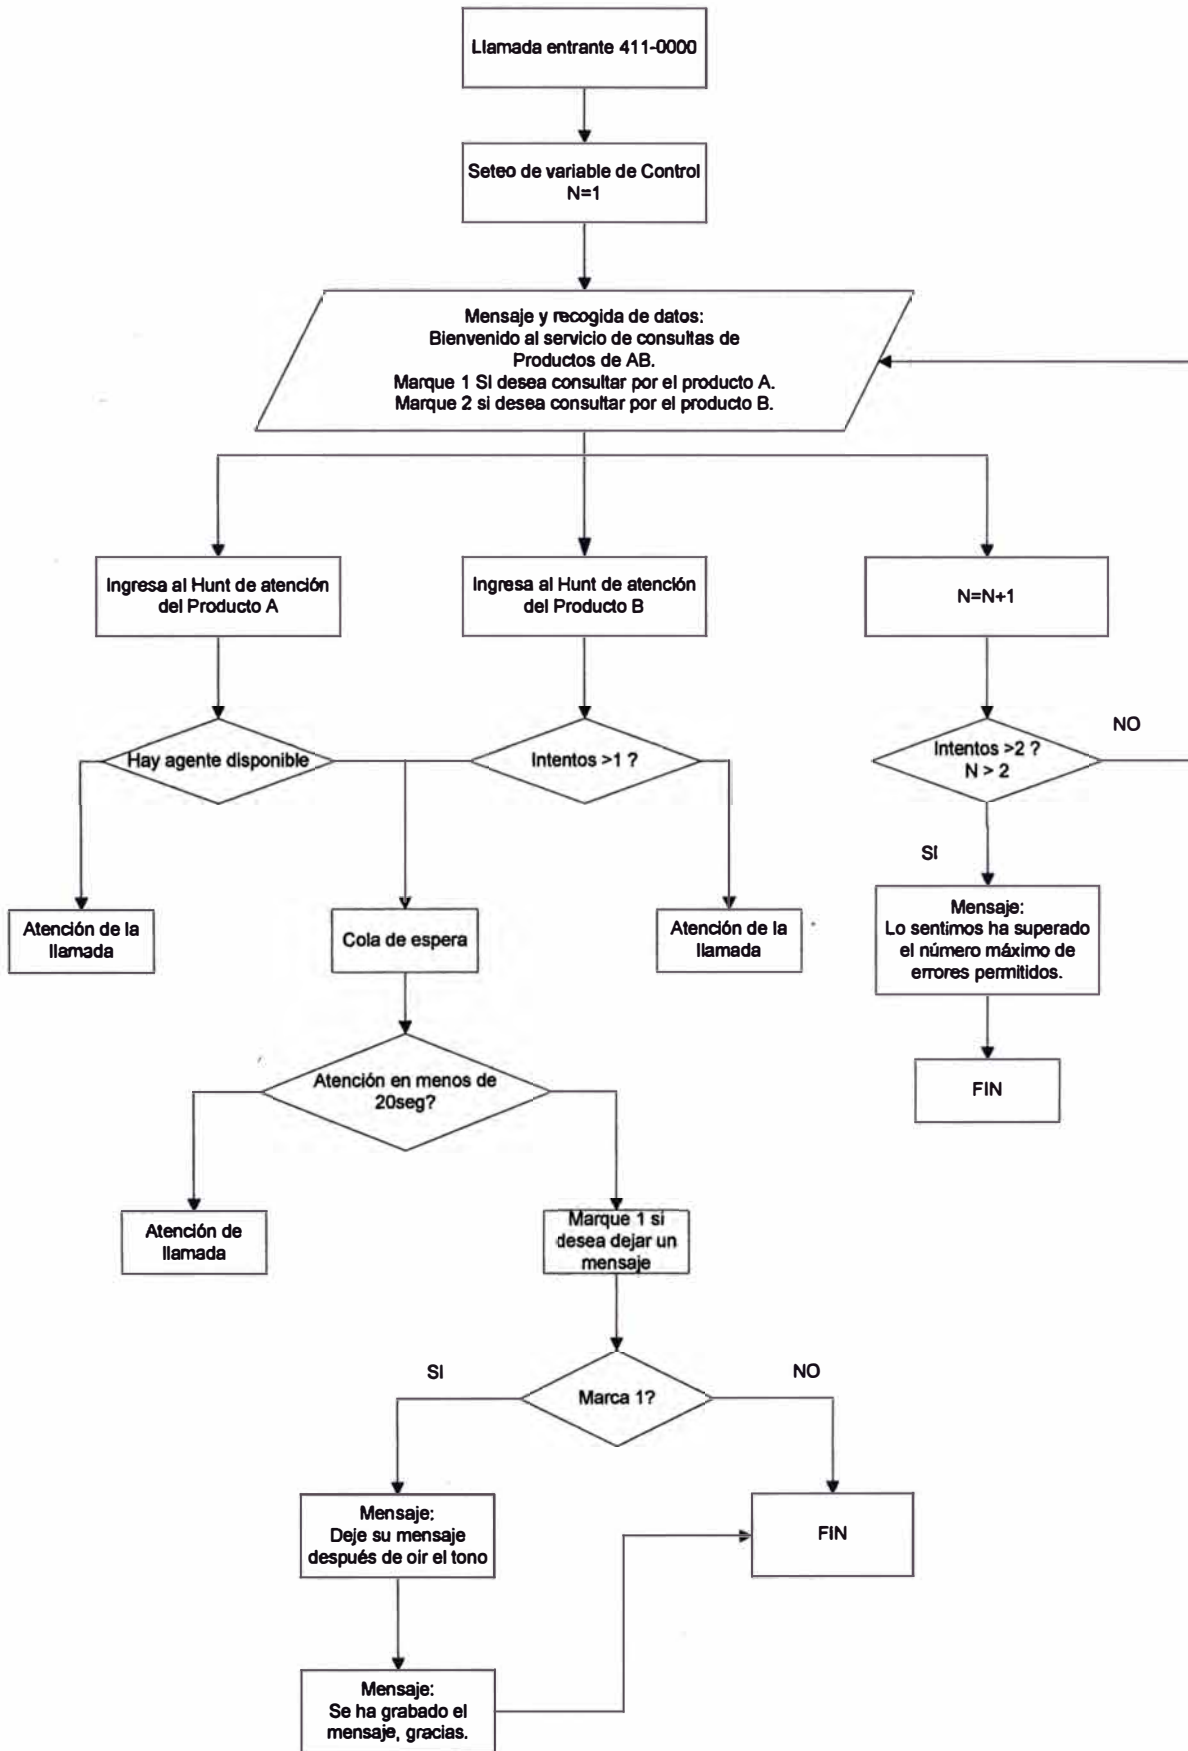 Llamada entrante 411-0000
Seteo de variable de Control
N=1
Mensaje y recogida de datos:
Bienvenido al servicio de consultas de
Productos de AB.
Marque 1 SI desea consultar por el producto A.
Marque 2 si desea consultar por el producto B.
Ingresa al Hunt de atención
del Producto A
Ingresa al Hunt de atención
del Producto B
N=N+1
Hay agente disponible
Intentos >1 ?
Intentos >2 ?
N > 2
NO
SI
Atención de la
llamada
Cola de espera
Atención de la
llamada
Mensaje:
Lo sentimos ha superado
el número máximo de
errores permitidos.
FIN
Atención en menos de
20seg?
Atención de
llamada
Marque 1 si
desea dejar un
mensaje
SI
Marca 1?
NO
Mensaje:
Deje su mensaje
después de oir el tono
FIN
Mensaje:
Se ha grabado el
mensaje, gracias.